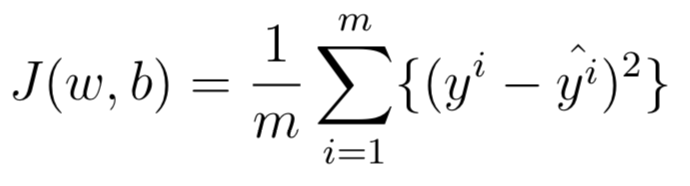 J(w, b) = \frac{1}{m} \sum_{i=1}^{m} \{(y^i - \hat{y^i})^2\}